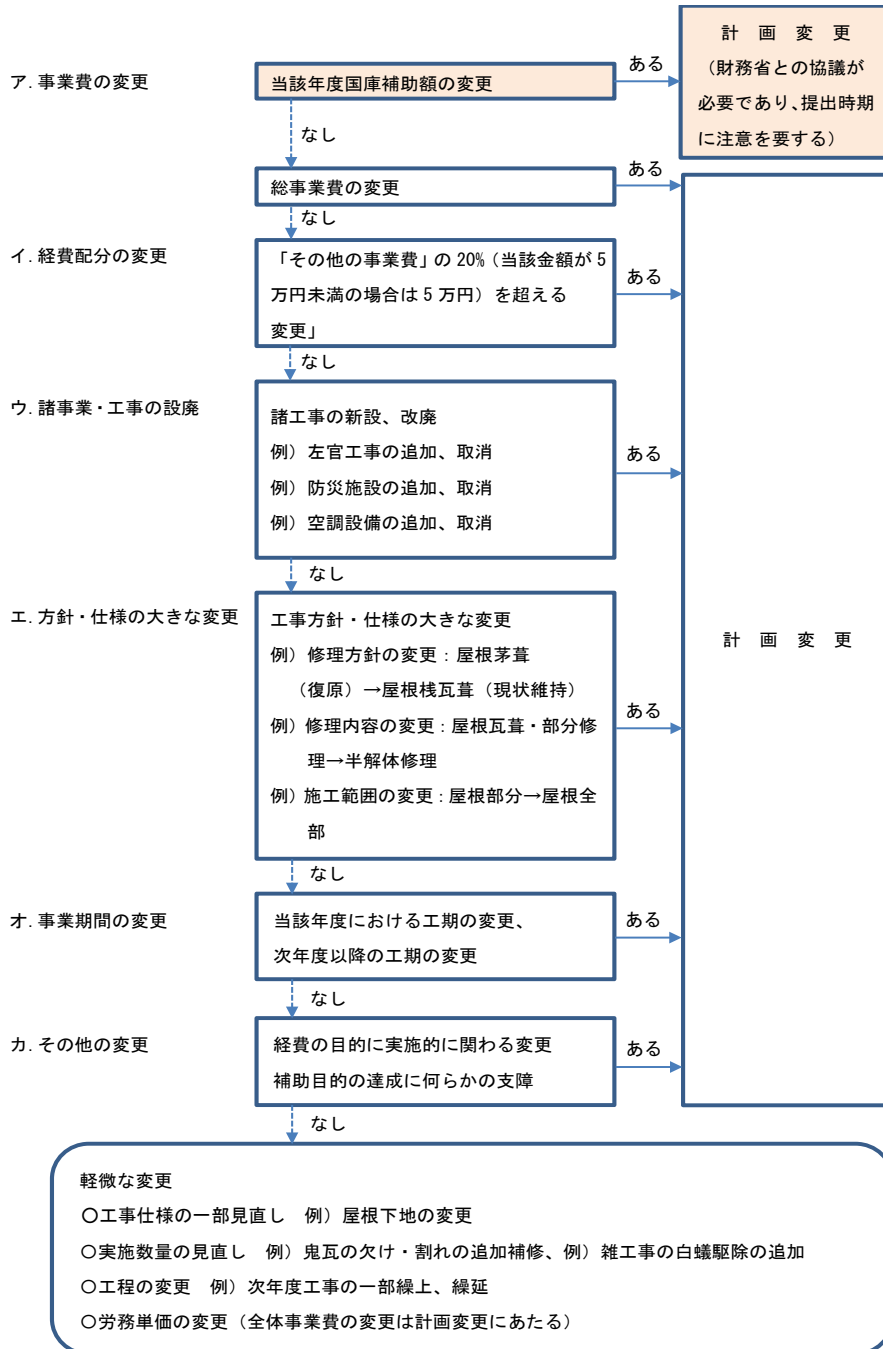 計 画 変 更
(財務省との協議が
必要であり、提出時期
に注意を要する)
ア. 事業費の変更
当該年度国庫補助額の変更
ある
なし
総事業費の変更
ある
なし
イ. 経費配分の変更
「その他の事業費」の 20%(当該金額が 5
万円未満の場合は 5 万円)を超える
変更」
ある
なし
ウ. 諸事業・工事の設廃
諸工事の新設、改廃
例)左官工事の追加、取消
例)防災施設の追加、取消
例)空調設備の追加、取消
ある
なし
エ. 方針・仕様の大きな変更
工事方針・仕様の大きな変更
例)修理方針の変更:屋根茅葺
(復原)→屋根桟瓦葺(現状維持)
例)修理内容の変更:屋根瓦葺・部分修
理→半解体修理
例)施工範囲の変更:屋根部分→屋根全
部
ある
計 画 変 更
なし
オ. 事業期間の変更
当該年度における工期の変更、
次年度以降の工期の変更
ある
なし
カ. その他の変更
経費の目的に実施的に関わる変更
補助目的の達成に何らかの支障
ある
なし
軽微な変更
〇工事仕様の一部見直し 例)屋根下地の変更
〇実施数量の見直し 例)鬼瓦の欠け・割れの追加補修、例)雑工事の白蟻駆除の追加
〇工程の変更 例)次年度工事の一部繰上、繰延
〇労務単価の変更(全体事業費の変更は計画変更にあたる)